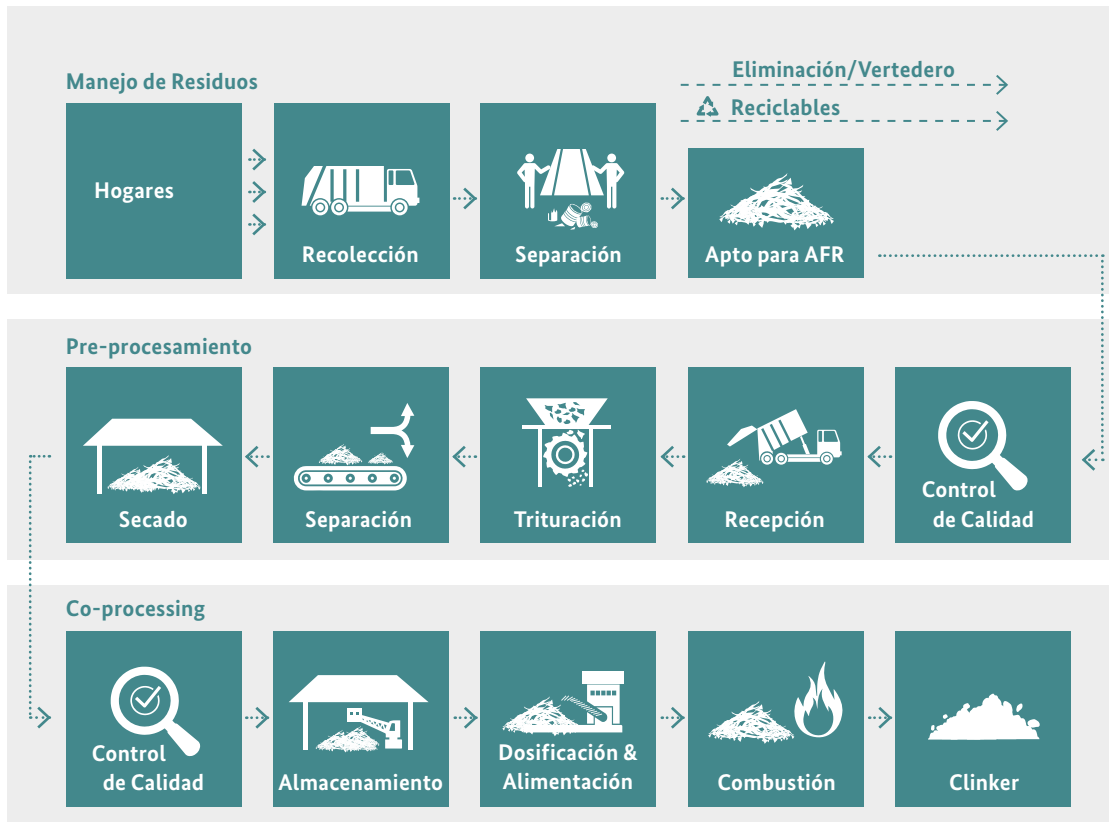 Manejo de Residuos
Eliminación/Vertedero
Reciclables
Hogares
Recolección
Separación
Apto para AFR
Pre-procesamiento
Secado
Separación
Trituración
Recepción
Control
de Calidad
Co-processing
Control
de Calidad
Almacenamiento
Dosificación &
Alimentación
Combustión
Clinker